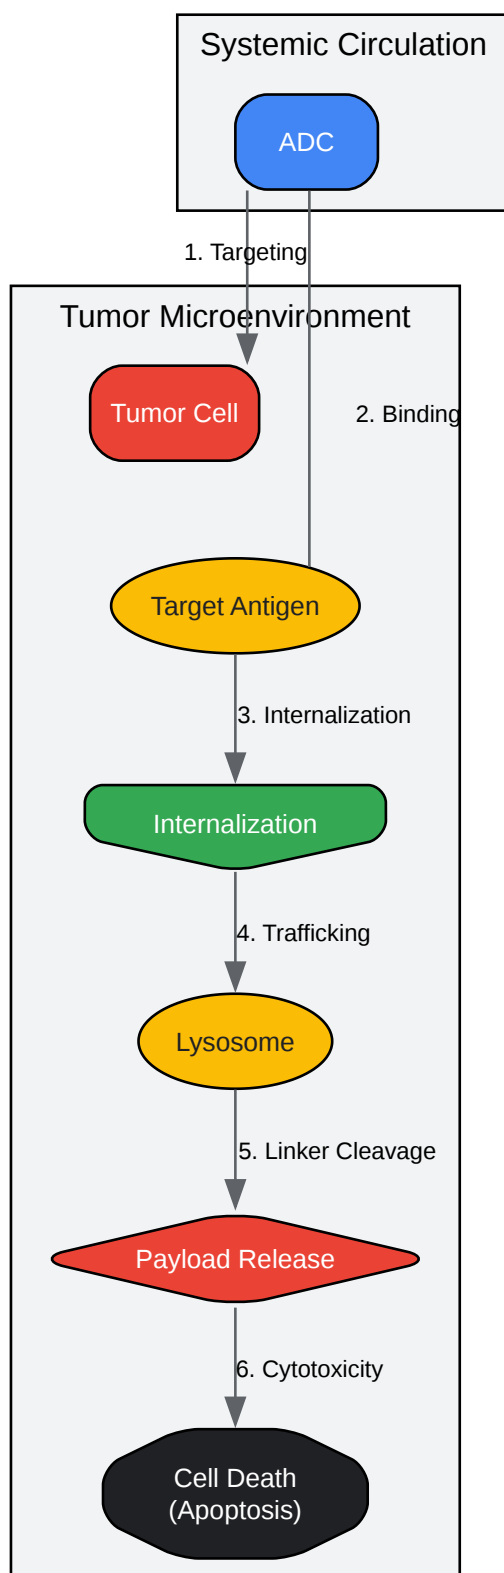 Systemic Circulation
ADC
1. Targeting
Tumor Microenvironment
Tumor Cell
2. Binding
Target Antigen
3. Internalization
Internalization
4. Trafficking
Lysosome
5. Linker Cleavage
Payload Release
6. Cytotoxicity
Cell Death
(Apoptosis)